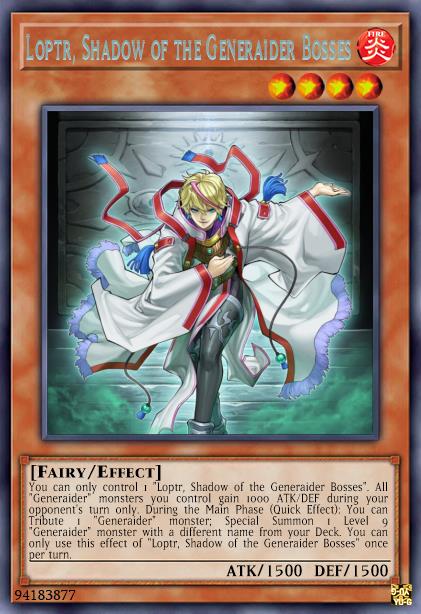 Loptr, Shadow of the Generaider Bosses
FIRE
炎
[Fairy/Effect]
You can only control 1 "Loptr, Shadow of the Generaider Bosses". All
"Generaider" monsters you control gain 1000 ATK/DEF during your
opponent's turn only. During the Main Phase (Quick Effect): You can
Tribute 1 "Generaider" monster; Special Summon 1 Level 9
"Generaider" monster with a different name from your Deck. You can
only use this effect of "Loptr, Shadow of the Generaider Bosses" once
per turn.
ATK/1500 DEF/1500
94183877